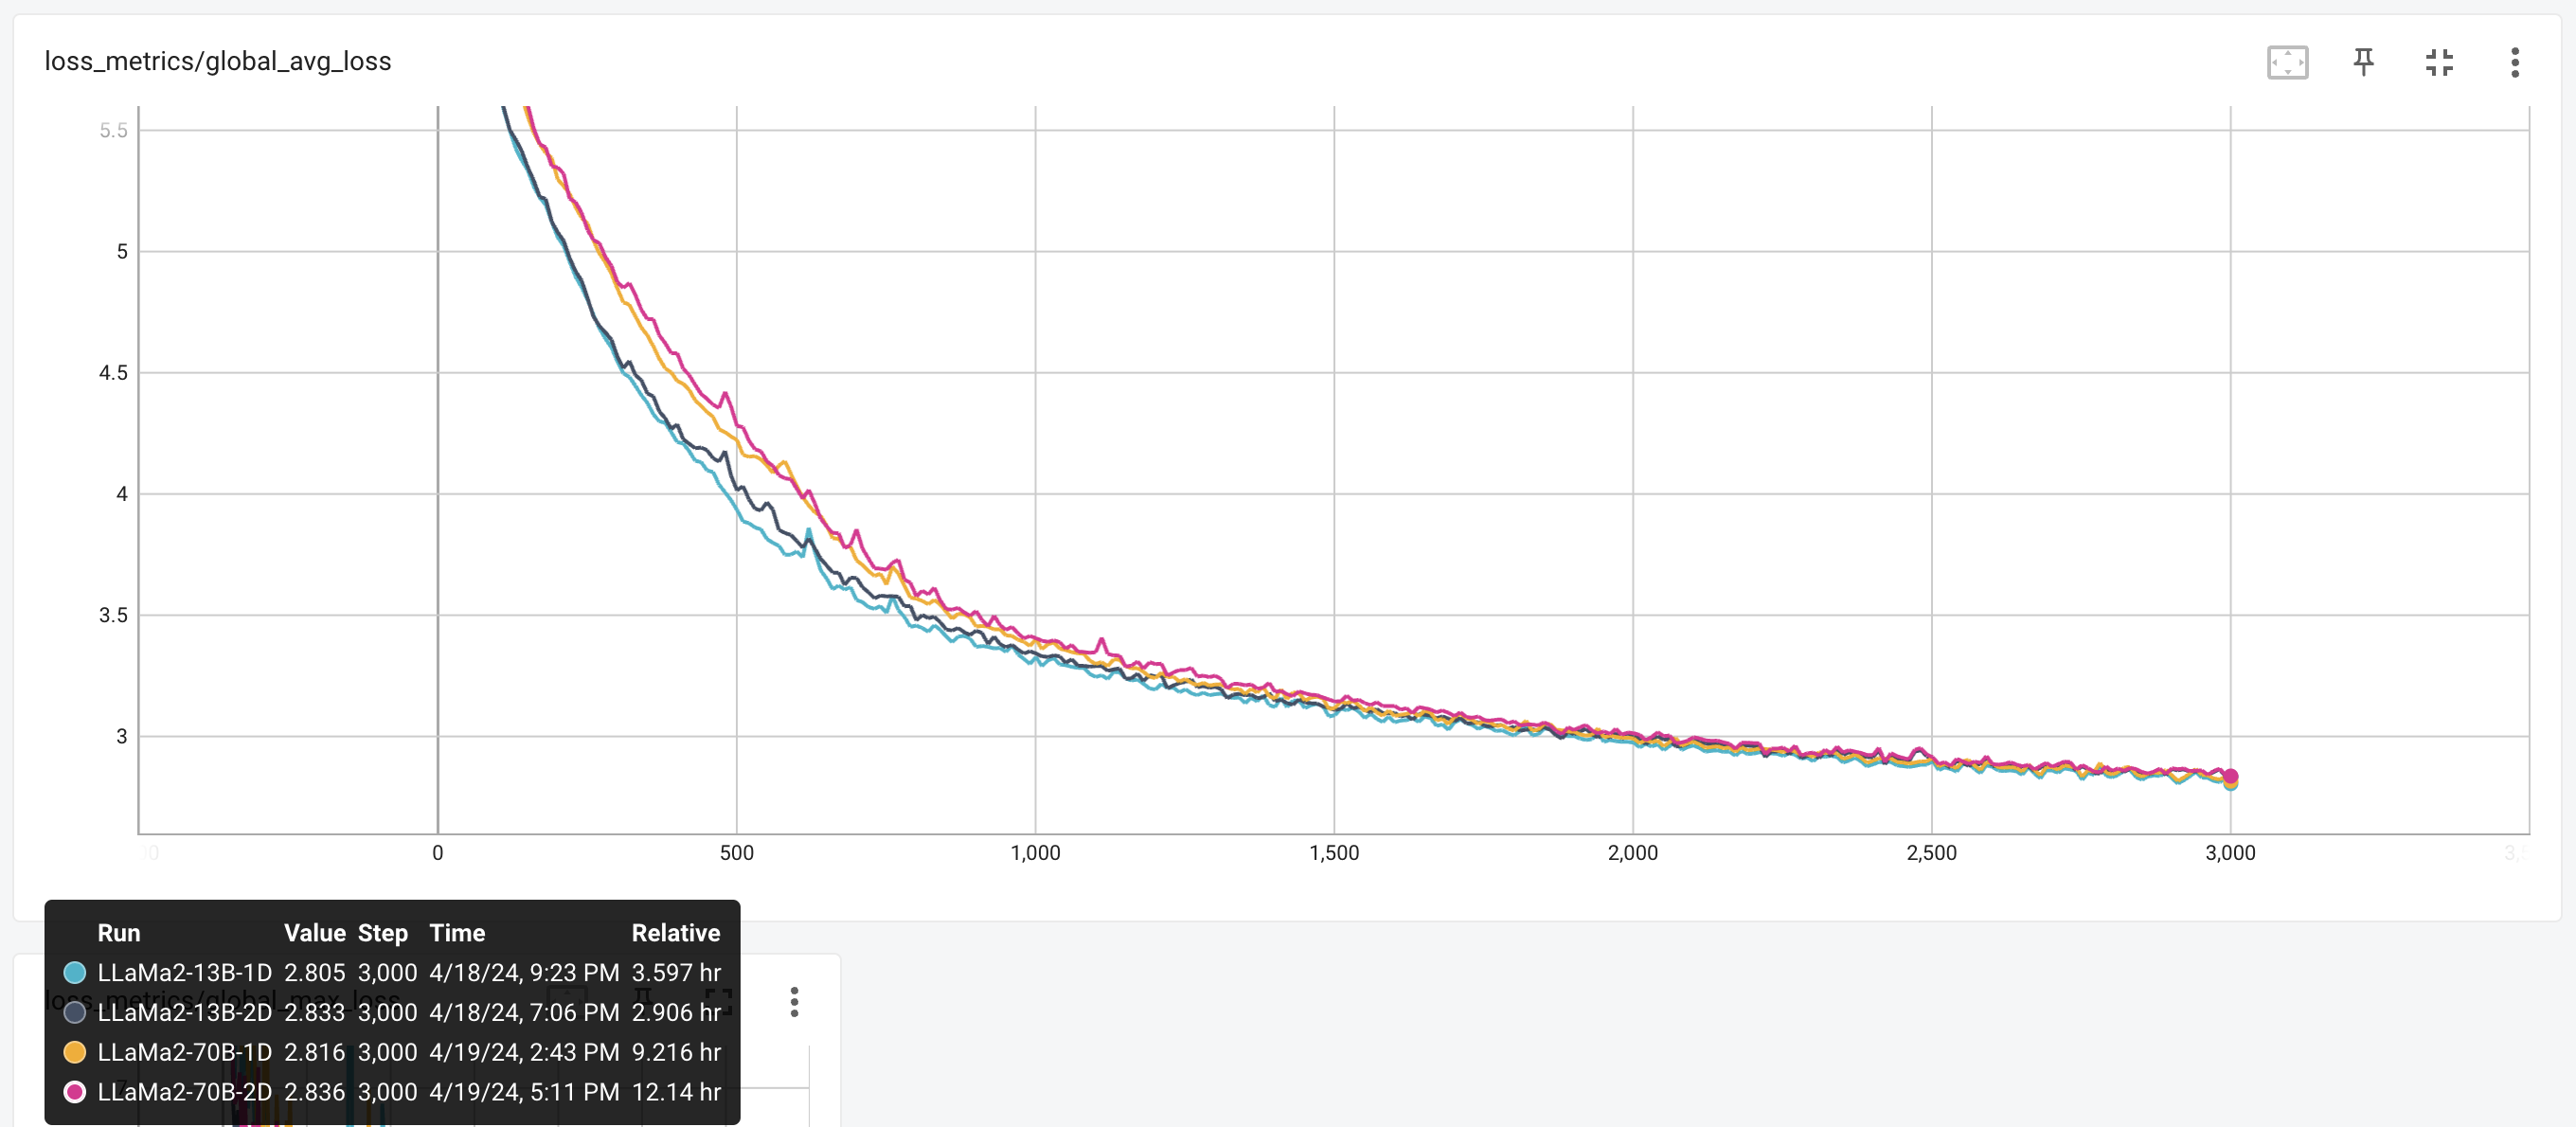 loss_metrics/global_avg_loss
5.5
5
4.5
4
3.5
3
0 500 1,000 1,500 2,000 2,500 3,000
Run Value Step Time Relative
LLaMa2-13B-1D 2.805 3,000 4/18/24, 9:23 PM 3.597 hr
loss_metrics/global_max_loss
LLaMa2-13B-2D 2.833 3,000 4/18/24, 7:06 PM 2.906 hr
LLaMa2-70B-1D 2.816 3,000 4/19/24, 2:43 PM 9.216 hr
7
LLaMa2-70B-2D 2.836 3,000 4/19/24, 5:11 PM 12.14 hr